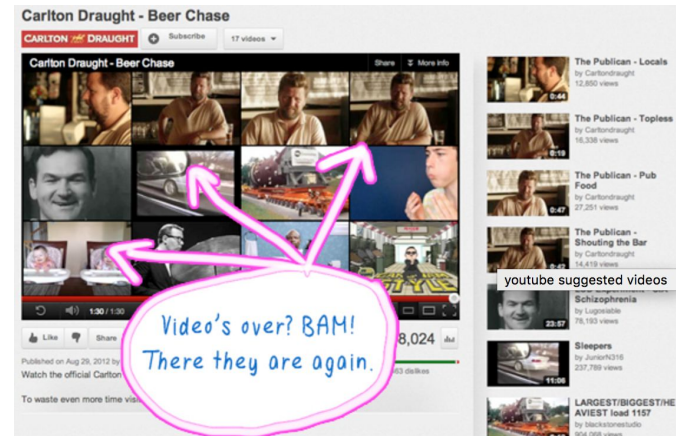 Carlton Draught - Beer Chase
CARLTON DRAUGHT
Subscribe
17 videos
Carlton Draught - Beer Chase
Share
More info
GANGNAM
STYLE
1:30 / 1:30
Like
Share
8,024
Published on Aug 29, 2012 by
dislikes
Watch the official Carlton
To waste even more time
Video's over? BAM!
There they are again.
The Publican - Locals
by Carltondraught
12,850 views
0:44
The Publican - Topless
by Carltondraught
16,338 views
0:19
The Publican - Pub
Food
by Carltondraught
27,251 views
0:47
The Publican -
Shouting the Bar
by Carltondraught
14,419 views
youtube suggested videos
Schizophrenia
by Lugosiable
78,193 views
23:57
Sleepers
by JuniorN316
237,789 views
11:06
LARGEST/BIGGEST/HE
AVIEST load 1157
by blackstonestudio
904,068 views